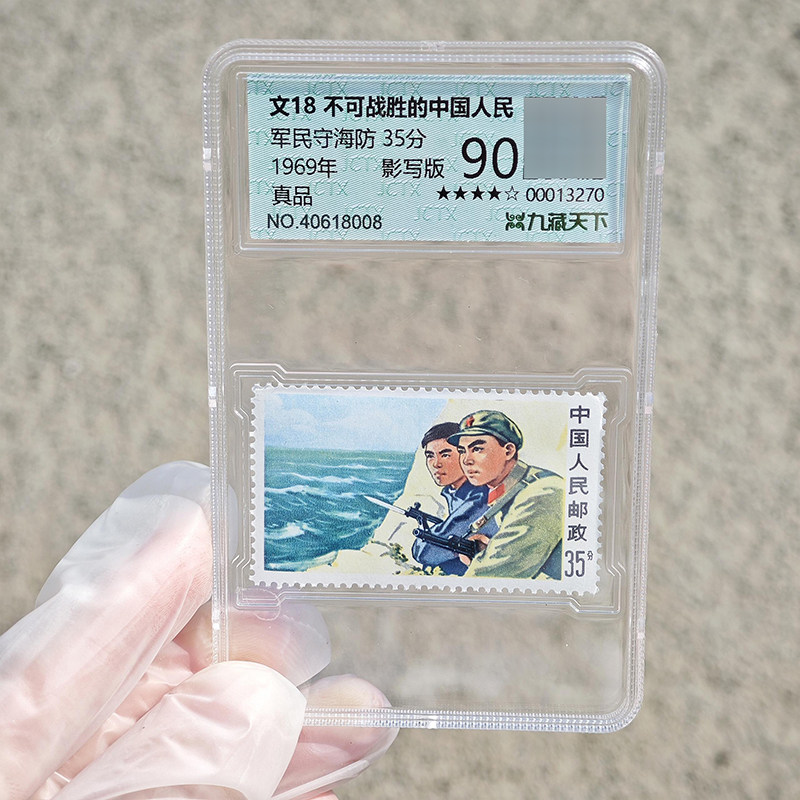 文18 不可战胜的中国人民
军民守海防 35分
1969年 影写版 90
真品 ★★★★☆ 00013270
NO.40618008 九藏天下
中国人民邮政
35分